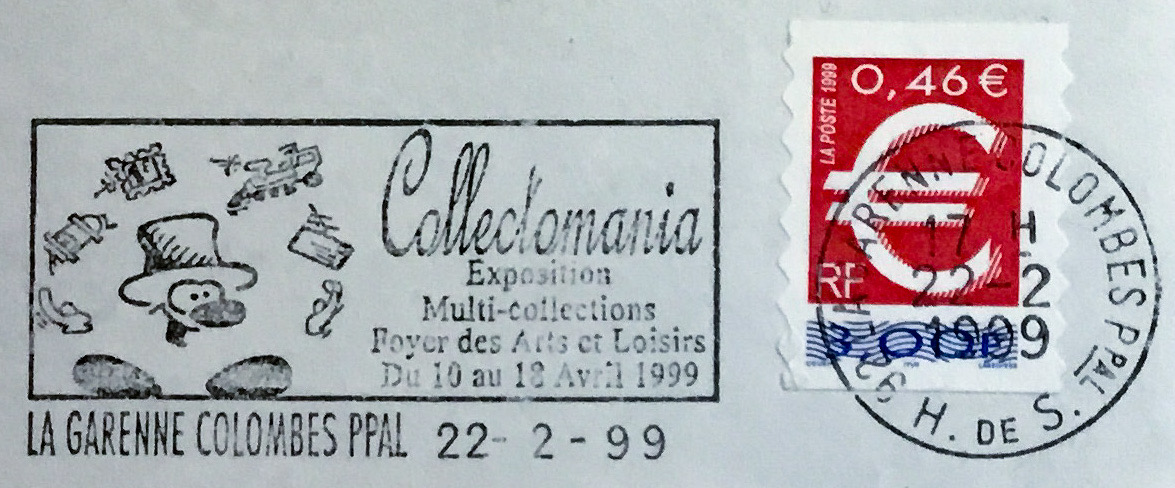 Collectomania
Exposition
Multi-collections
Foyer des Arts et Loisirs
Du 10 au 18 Avril 1999
LA GARENNE COLOMBES PPAL 22- 2 - 99
LA POSTE 1999
0,46 €
€
RF
3,00F
LA GARENNE COLOMBES PPAL
17 H
22-2
1999
92 H. DE S.